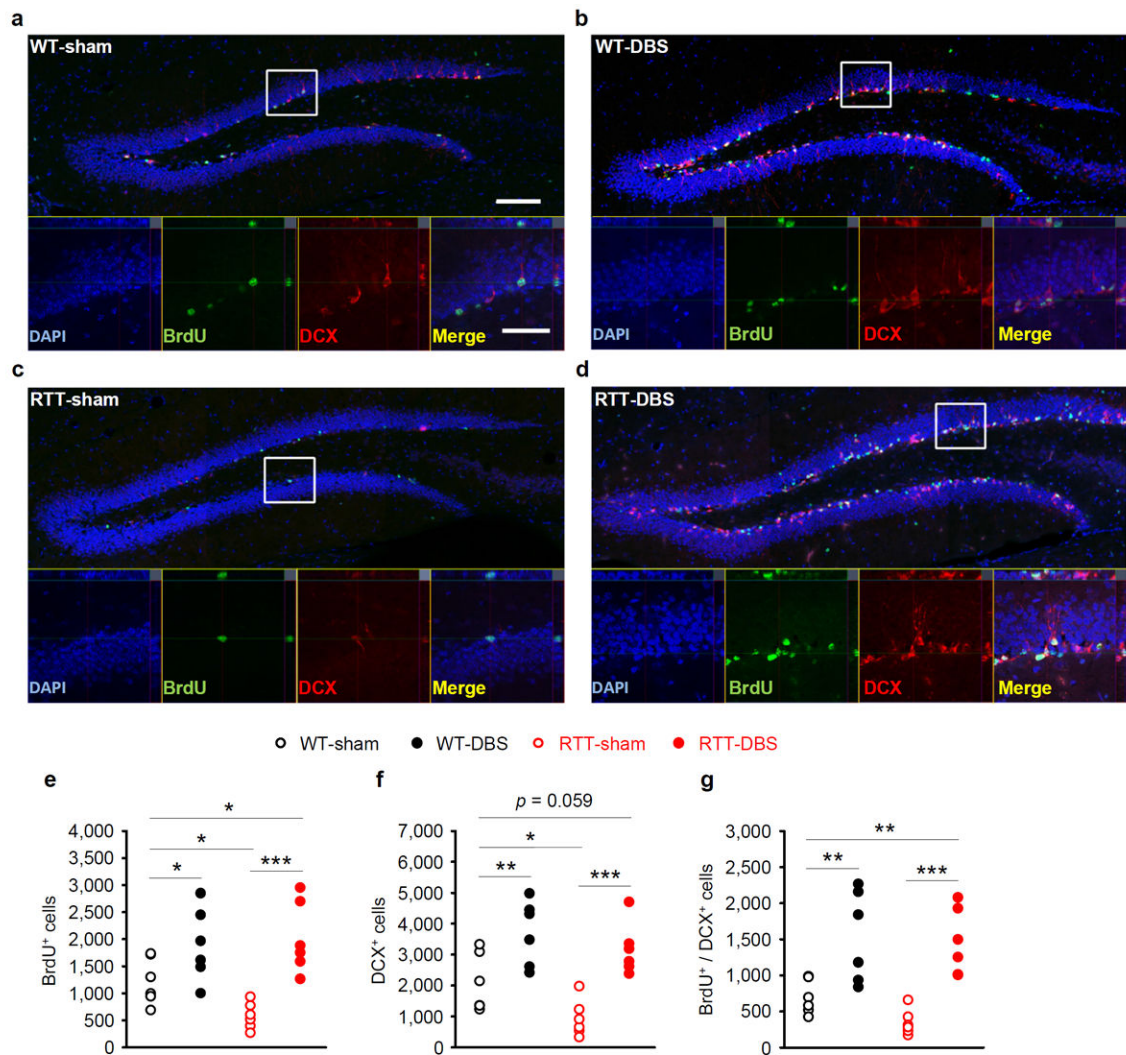 a
b
WT-sham
WT-DBS
DAPI
BrdU
DCX
Merge
DAPI
BrdU
DCX
Merge
c
d
RTT-sham
RTT-DBS
DAPI
BrdU
DCX
Merge
DAPI
BrdU
DCX
Merge
WT-sham
WT-DBS
RTT-sham
RTT-DBS
e
*
*
*
***
4,000
3,500
3,000
2,500
2,000
1,500
1,000
500
0
BrdU⁺ cells
f
p = 0.059
*
**
***
7,000
6,000
5,000
4,000
3,000
2,000
1,000
0
DCX⁺ cells
g
**
**
***
3,000
2,500
2,000
1,500
1,000
500
0
BrdU⁺ / DCX⁺ cells